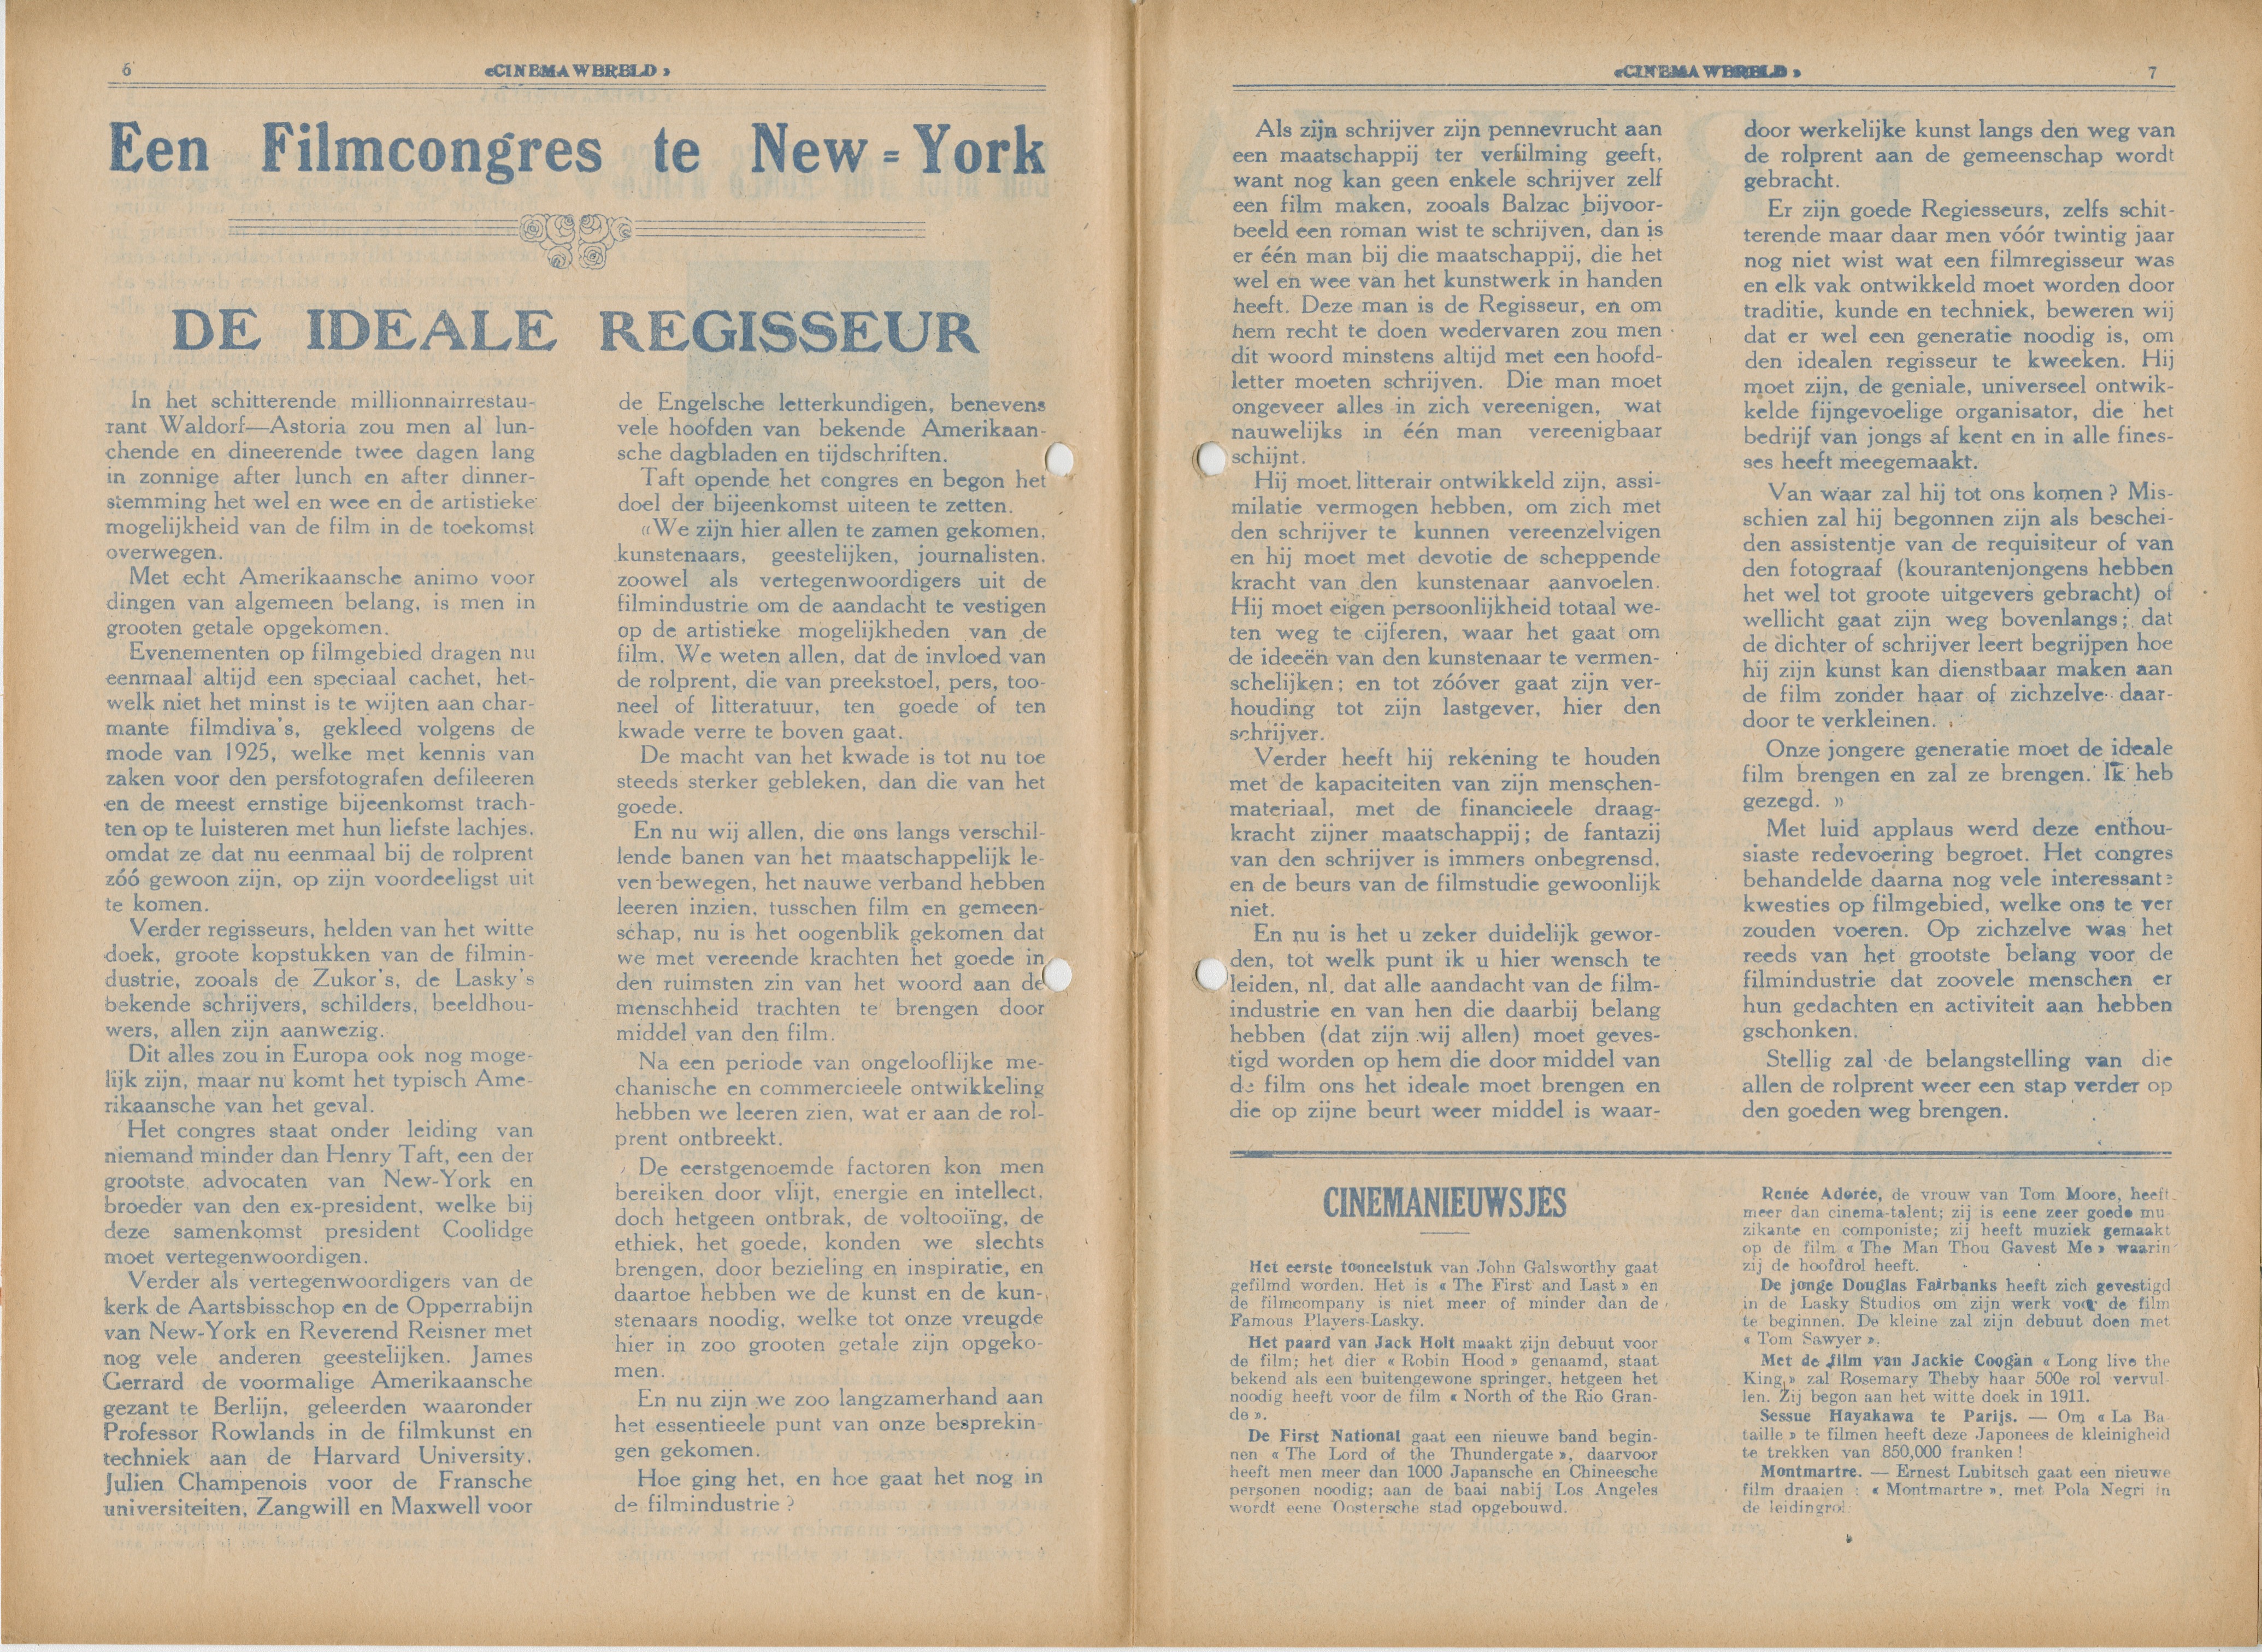 6
«CINEMA WERELD»
Een Filmcongres te New=York
DE IDEALE REGISSEUR
In het schitterende millionnairrestau-
rant Waldorf—Astoria zou men al lun-
chende en dineerende twee dagen lang
in zonnige after lunch en after dinner-
stemming het wel en wee en de artistieke
mogelijkheid van de film in de toekomst
overwegen.
Met echt Amerikaansche animo voor
dingen van algemeen belang, is men in
grooten getale opgekomen.
Evenementen op filmgebied dragen nu
eenmaal altijd een speciaal cachet, het-
welk niet het minst is te wijten aan char-
mante filmdiva's, gekleed volgens de
mode van 1925, welke met kennis van
zaken voor den persfotografen defileeren
en de meest ernstige bijeenkomst trach-
ten op te luisteren met hun liefste lachjes,
omdat ze dat nu eenmaal bij de rolprent
zóó gewoon zijn, op zijn voordeeligst uit
te komen.
Verder regisseurs, helden van het witte
doek, groote kopstukken van de filmin-
dustrie, zooals de Zukor's, de Lasky's
bekende schrijvers, schilders, beeldhou-
wers, allen zijn aanwezig.
Dit alles zou in Europa ook nog moge-
lijk zijn, maar nu komt het typisch Ame-
rikaansche van het geval.
Het congres staat onder leiding van
niemand minder dan Henry Taft, een der
grootste advocaten van New-York en
broeder van den ex-president, welke bij
deze samenkomst president Coolidge
moet vertegenwoordigen.
Verder als vertegenwoordigers van de
kerk de Aartsbisschop en de Opperrabijn
van New-York en Reverend Reisner met
nog vele anderen geestelijken. James
Gerrard de voormalige Amerikaansche
gezant te Berlijn, geleerden waaronder
Professor Rowlands in de filmkunst en
techniek aan de Harvard University.
Julien Champenois voor de Fransche
universiteiten, Zangwill en Maxwell voor
de Engelsche letterkundigen, benevens
vele hoofden van bekende Amerikaan-
sche dagbladen en tijdschriften.
Taft opende het congres en begon het
doel der bijeenkomst uiteen te zetten.
«We zijn hier allen te zamen gekomen,
kunstenaars, geestelijken, journalisten,
zoowel als vertegenwoordigers uit de
filmindustrie om de aandacht te vestigen
op de artistieke mogelijkheden van de
film. We weten allen, dat de invloed van
de rolprent, die van preekstoel, pers, too-
neel of litteratuur, ten goede of ten
kwade verre te boven gaat.
De macht van het kwade is tot nu toe
steeds sterker gebleken, dan die van het
goede.
En nu wij allen, die ons langs verschil-
lende banen van het maatschappelijk le-
ven bewegen, het nauwe verband hebben
leeren inzien, tusschen film en gemeen-
schap, nu is het oogenblik gekomen dat
we met vereende krachten het goede in
den ruimsten zin van het woord aan de
menschheid trachten te brengen door
middel van den film.
Na een periode van ongelooflijke me-
chanische en commercieele ontwikkeling
hebben we leeren zien, wat er aan de rol-
prent ontbreekt.
De eerstgenoemde factoren kon men
bereiken door vlijt, energie en intellect,
doch hetgeen ontbrak, de voltooiïng, de
ethiek, het goede, konden we slechts
brengen, door bezieling en inspiratie, en
daartoe hebben we de kunst en de kun-
stenaars noodig, welke tot onze vreugde
hier in zoo grooten getale zijn opgeko-
men.
En nu zijn we zoo langzamerhand aan
het essentieele punt van onze besprekin-
gen gekomen.
Hoe ging het, en hoe gaat het nog in
de filmindustrie ?
«CINEMA WERELD»
7
Als zijn schrijver zijn pennevrucht aan
een maatschappij ter verfilming geeft,
want nog kan geen enkele schrijver zelf
een film maken, zooals Balzac bijvoor-
beeld een roman wist te schrijven, dan is
er één man bij die maatschappij, die het
wel en wee van het kunstwerk in handen
heeft. Deze man is de Regisseur, en om
hem recht te doen wedervaren zou men
dit woord minstens altijd met een hoofd-
letter moeten schrijven. Die man moet
ongeveer alles in zich vereenigen, wat
nauwelijks in één man vereenigbaar
schijnt.
Hij moet litterair ontwikkeld zijn, assi-
milatie vermogen hebben, om zich met
den schrijver te kunnen vereenzelvigen
en hij moet met devotie de scheppende
kracht van den kunstenaar aanvoelen.
Hij moet eigen persoonlijkheid totaal we-
ten weg te cijferen, waar het gaat om
de ideeën van den kunstenaar te vermen-
schelijken; en tot zóóver gaat zijn ver-
houding tot zijn lastgever, hier den
schrijver.
Verder heeft hij rekening te houden
met de kapaciteiten van zijn menschen-
materiaal, met de financieele draag-
kracht zijner maatschappij; de fantazij
van den schrijver is immers onbegrensd,
en de beurs van de filmstudie gewoonlijk
niet.
En nu is het u zeker duidelijk gewor-
den, tot welk punt ik u hier wensch te
leiden, nl. dat alle aandacht van de film-
industrie en van hen die daarbij belang
hebben (dat zijn wij allen) moet geves-
tigd worden op hem die door middel van
de film ons het ideale moet brengen en
die op zijne beurt weer middel is waar-
door werkelijke kunst langs den weg van
de rolprent aan de gemeenschap wordt
gebracht.
Er zijn goede Regiesseurs, zelfs schit-
terende maar daar men vóór twintig jaar
nog niet wist wat een filmregisseur was
en elk vak ontwikkeld moet worden door
traditie, kunde en techniek, beweren wij
dat er wel een generatie noodig is, om
den idealen regisseur te kweeken. Hij
moet zijn, de geniale, universeel ontwik-
kelde fijngevoelige organisator, die het
bedrijf van jongs af kent en in alle fines-
ses heeft meegemaakt.
Van waar zal hij tot ons komen ? Mis-
schien zal hij begonnen zijn als beschei-
den assistentje van de requisiteur of van
den fotograaf (kourantenjongens hebben
het wel tot groote uitgevers gebracht) of
wellicht gaat zijn weg bovenlangs; dat
de dichter of schrijver leert begrijpen hoe
hij zijn kunst kan dienstbaar maken aan
de film zonder haar of zichzelve daar-
door te verkleinen.
Onze jongere generatie moet de ideale
film brengen en zal ze brengen. Ik heb
gezegd. »
Met luid applaus werd deze enthou-
siaste redevoering begroet. Het congres
behandelde daarna nog vele interessante
kwesties op filmgebied, welke ons te ver
zouden voeren. Op zichzelve was het
reeds van het grootste belang voor de
filmindustrie dat zoovele menschen er
hun gedachten en activiteit aan hebben
gschonken.
Stellig zal de belangstelling van die
allen de rolprent weer een stap verder op
den goeden weg brengen.
CINEMANIEUWSJES
Het eerste tooneelstuk van John Galsworthy gaat
gefilmd worden. Het is « The First and Last » en
de filmcompany is niet meer of minder dan de
Famous Players-Lasky.
Het paard van Jack Holt maakt zijn debuut voor
de film; het dier « Robin Hood » genaamd, staat
bekend als een buitengewone springer, hetgeen het
noodig heeft voor de film « North of the Rio Gran-
de ».
De First National gaat een nieuwe band begin-
nen « The Lord of the Thundergate », daarvoor
heeft men meer dan 1000 Japansche en Chineesche
personen noodig; aan de baai nabij Los Angeles
wordt eene Oostersche stad opgebouwd.
Renée Adorée, de vrouw van Tom Moore, heeft
meer dan cinema-talent; zij is eene zeer goede mu
zikante en componiste; zij heeft muziek gemaakt
op de film « The Man Thou Gavest Me » waarin
zij de hoofdrol heeft.
De jonge Douglas Fairbanks heeft zich gevestigd
in de Lasky Studios om zijn werk voor de film
te beginnen. De kleine zal zijn debuut doen met
« Tom Sawyer ».
Met de film van Jackie Coogan « Long live the
King,» zal Rosemary Theby haar 500e rol vervul
len. Zij begon aan het witte doek in 1911.
Sessue Hayakawa te Parijs. — Om « La Ba-
taille » te filmen heeft deze Japonees de kleinigheid
te trekken van 850,000 franken !
Montmartre. — Ernest Lubitsch gaat een nieuwe
film draaien : « Montmartre », met Pola Negri in
de leidingrol.